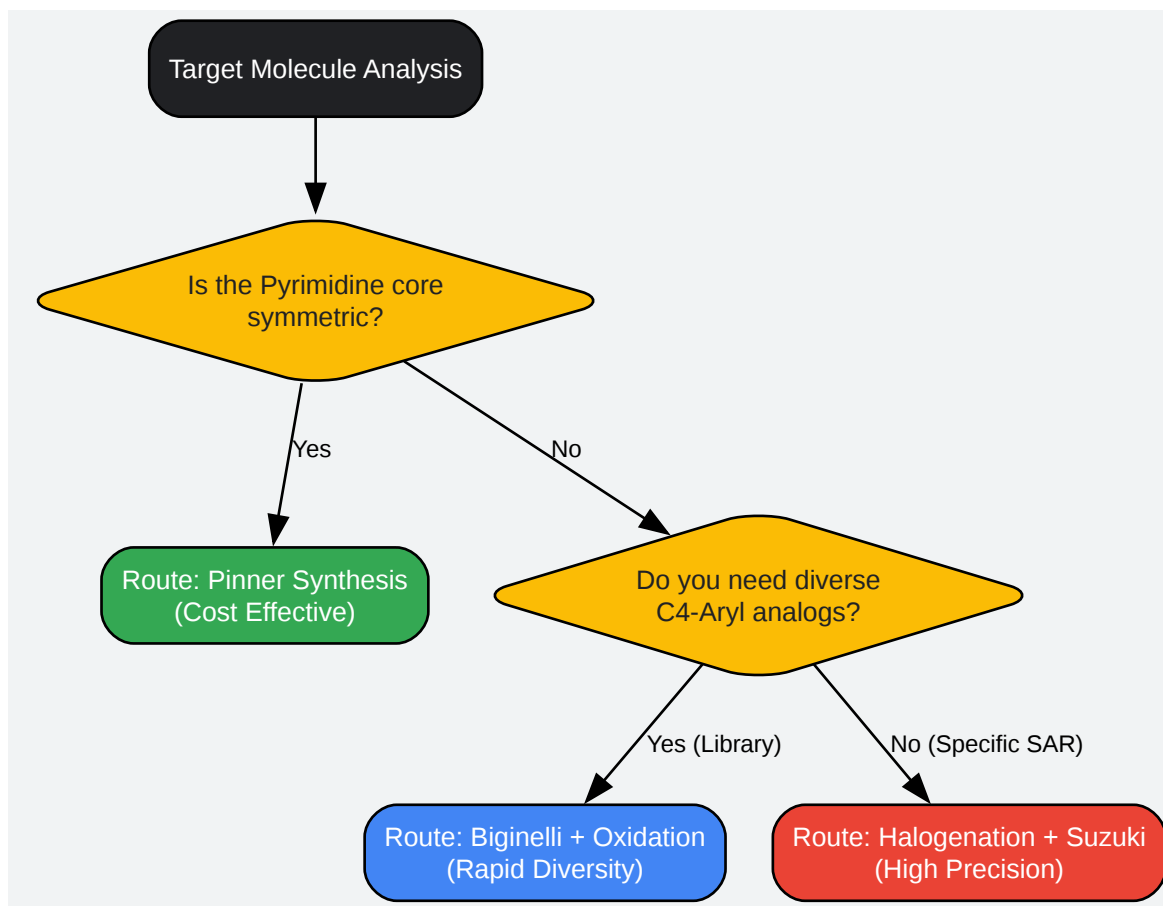 Target Molecule Analysis
Is the Pyrimidine core
symmetric?
Yes
No
Route: Pinner Synthesis
(Cost Effective)
Do you need diverse
C4-Aryl analogs?
Yes (Library)
No (Specific SAR)
Route: Biginelli + Oxidation
(Rapid Diversity)
Route: Halogenation + Suzuki
(High Precision)